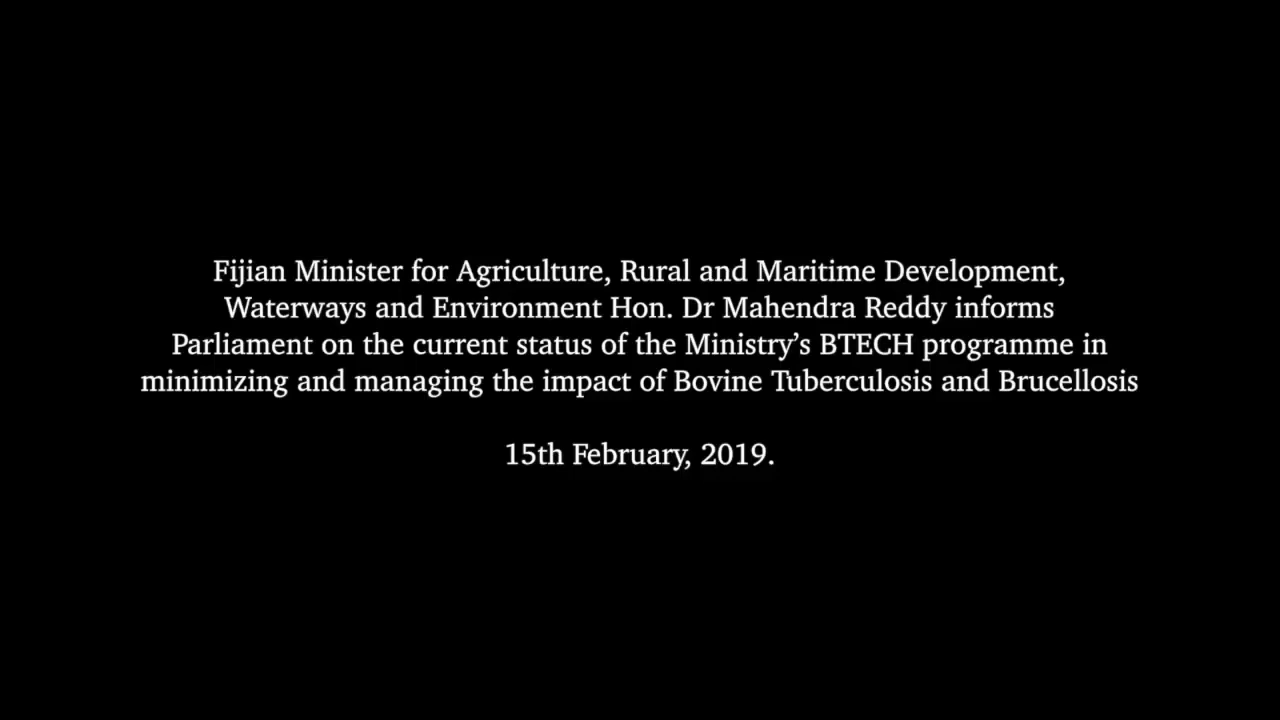 Fijian Minister for Agriculture, Rural and Maritime Development,
Waterways and Environment Hon. Dr Mahendra Reddy informs
Parliament on the current status of the Ministry’s BTECH programme in
minimizing and managing the impact of Bovine Tuberculosis and Brucellosis
15th February, 2019.